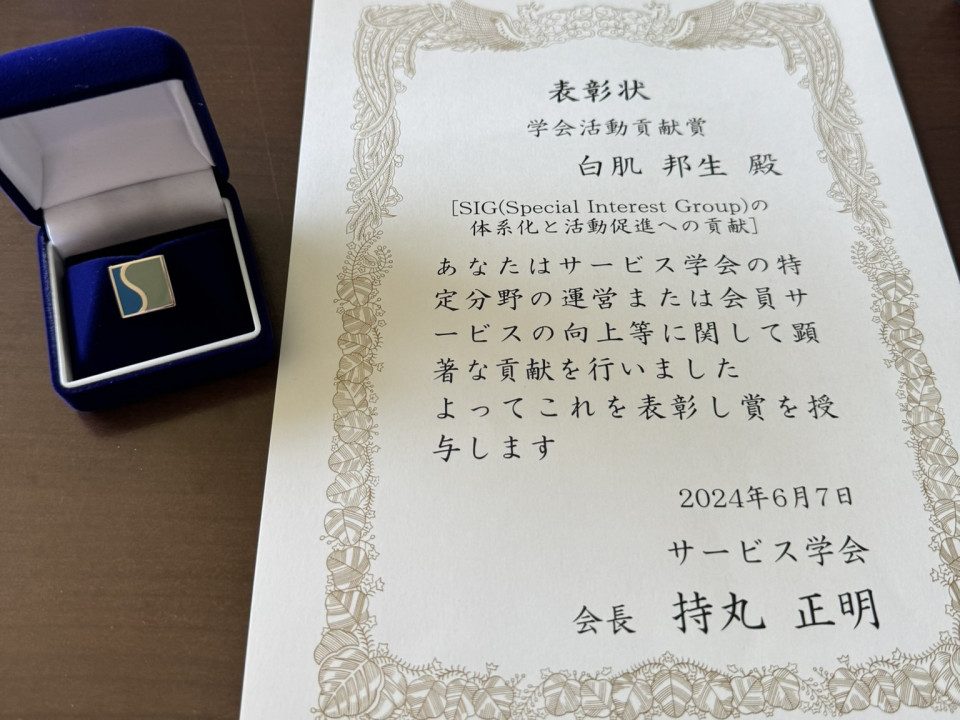 表彰状
学会活動貢献賞
白肌 邦生 殿
[SIG(Special Interest Group)の
体系化と活動促進への貢献]
あなたはサービス学会の特
定分野の運営または会員サ
ービスの向上等に関して顕
著な貢献を行いました
よってこれを表彰し賞を授
与します
2024年6月7日
サービス学会
会長 持丸 正明